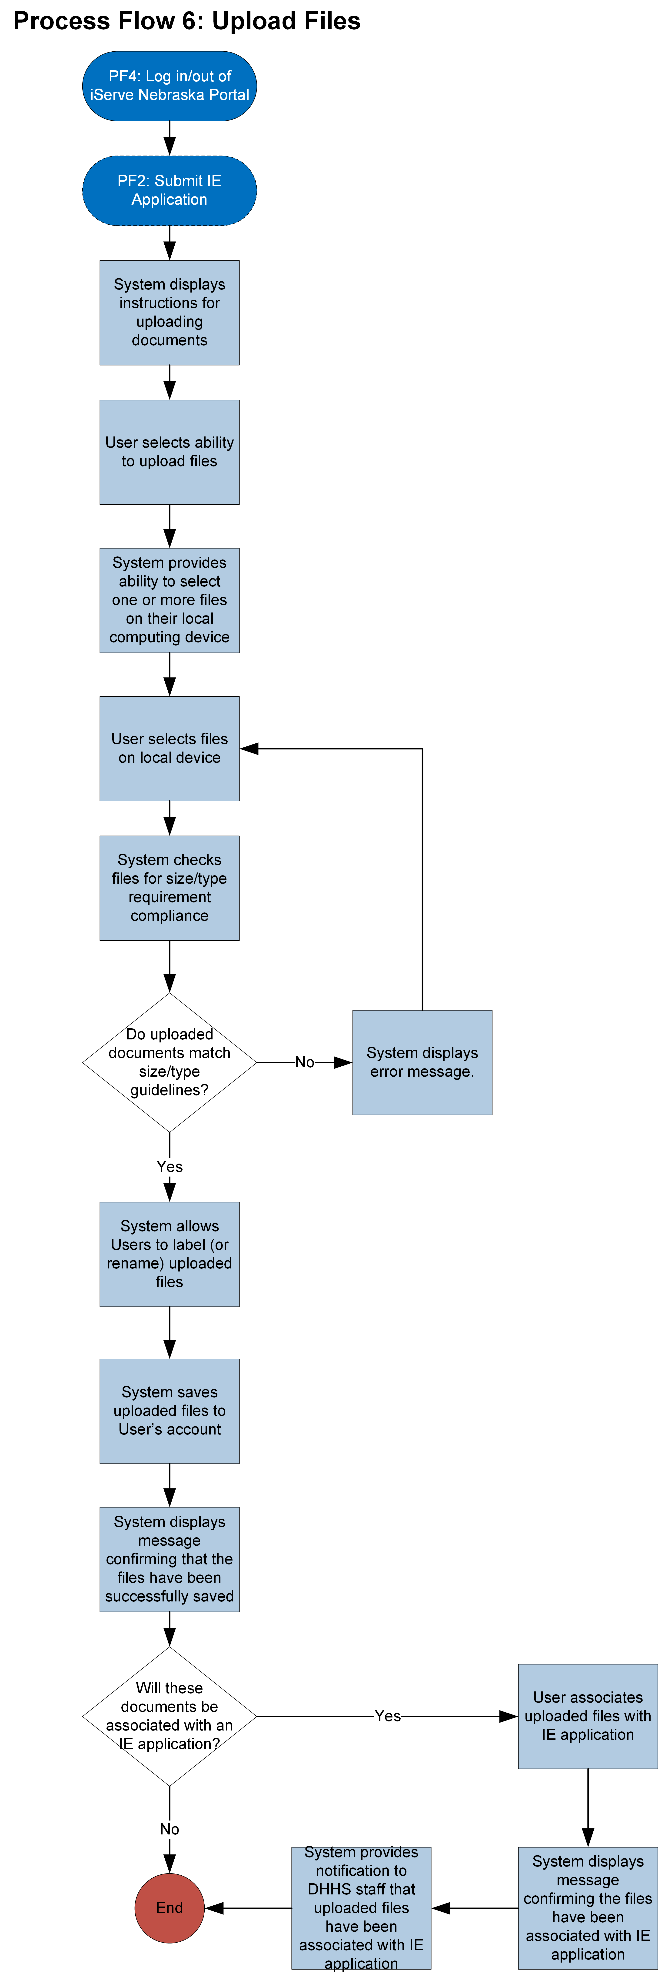 Process Flow 6: Upload Files
PF4: Log in/out of
iServe Nebraska Portal
PF2: Submit IE
Application
System displays
instructions for
uploading
documents
User selects ability
to upload files
System provides
ability to select
one or more files
on their local
computing device
User selects files
on local device
System checks
files for size/type
requirement
compliance
Do uploaded
documents match
size/type
guidelines?
No
System displays
error message.
Yes
System allows
Users to label (or
rename) uploaded
files
System saves
uploaded files to
User's account
System displays
message
confirming that the
files have been
successfully saved
Will these
documents be
associated with an
IE application?
Yes
User associates
uploaded files with
IE application
No
End
System provides
notification to
DHHS staff that
uploaded files
have been
associated with IE
application
System displays
message
confirming the files
have been
associated with IE
application